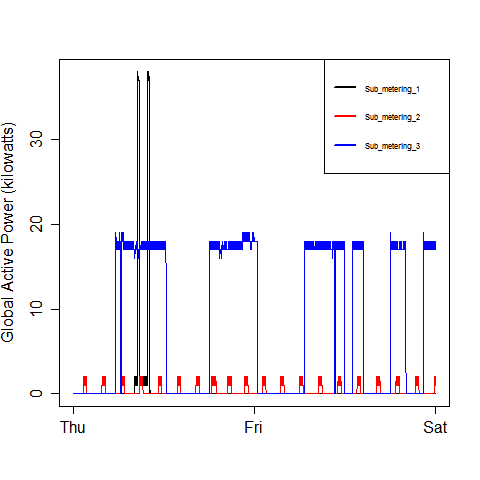 Sub_metering_1
Sub_metering_2
Sub_metering_3
Global Active Power (kilowatts)
30
20
10
0
Thu Fri Sat